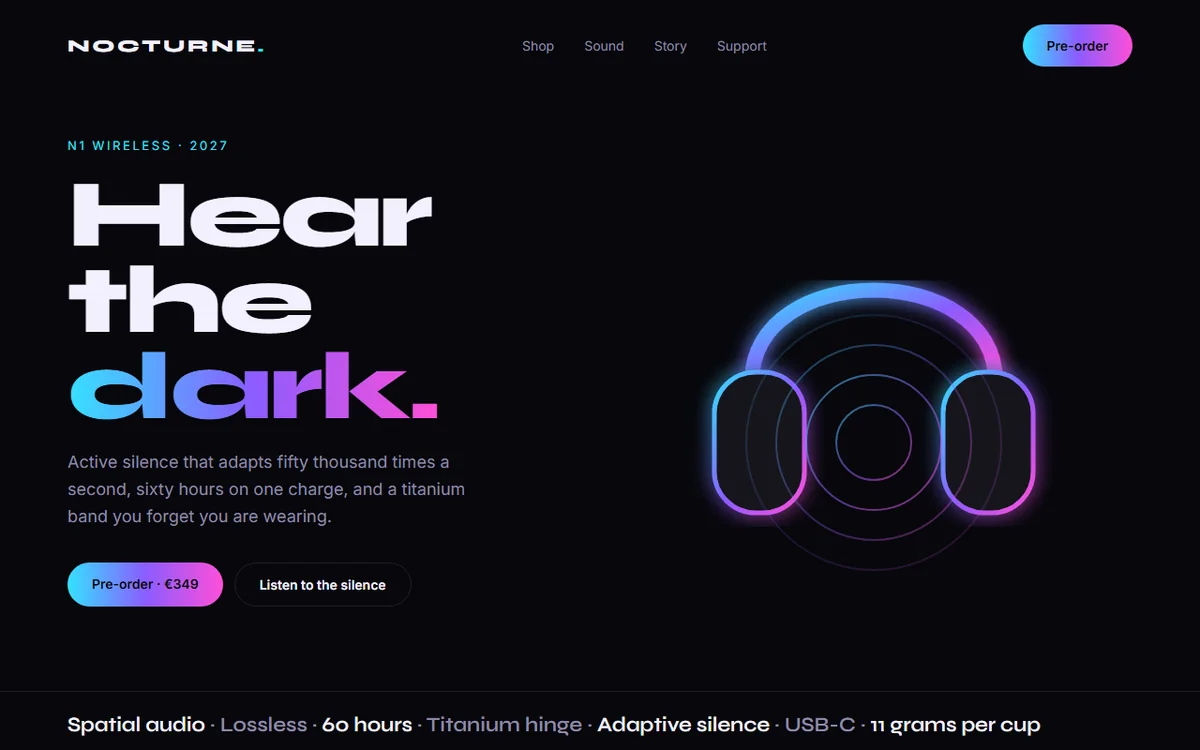 NOCTURNE.
Shop
Sound
Story
Support
Pre-order
N1 WIRELESS · 2027
Hear
the
dark.
Active silence that adapts fifty thousand times a
second, sixty hours on one charge, and a titanium
band you forget you are wearing.
Pre-order · €349
Listen to the silence
Spatial audio · Lossless · 60 hours · Titanium hinge · Adaptive silence · USB-C · 11 grams per cup